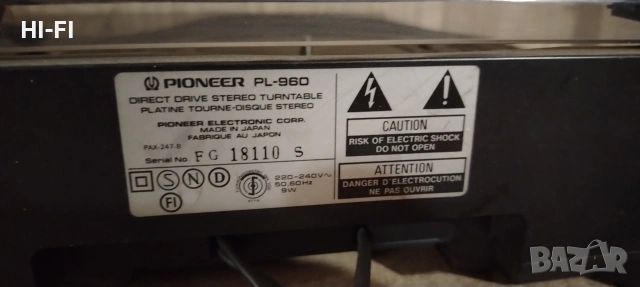 HI-FI
PIONEER PL-960
DIRECT DRIVE STEREO TURNTABLE
PLATINE TOURNE-DISQUE STEREO
PIONEER ELECTRONIC CORP.
MADE IN JAPAN
FABRIQUE AU JAPON
PAX-247-B
Serial No. FG 18110 S
S N D
FI
220-240V~
50,60Hz
9W
CAUTION
RISK OF ELECTRIC SHOCK
DO NOT OPEN
ATTENTION
DANGER D'ELECTROCUTION
NE PAS OUVRIR
BAZAR